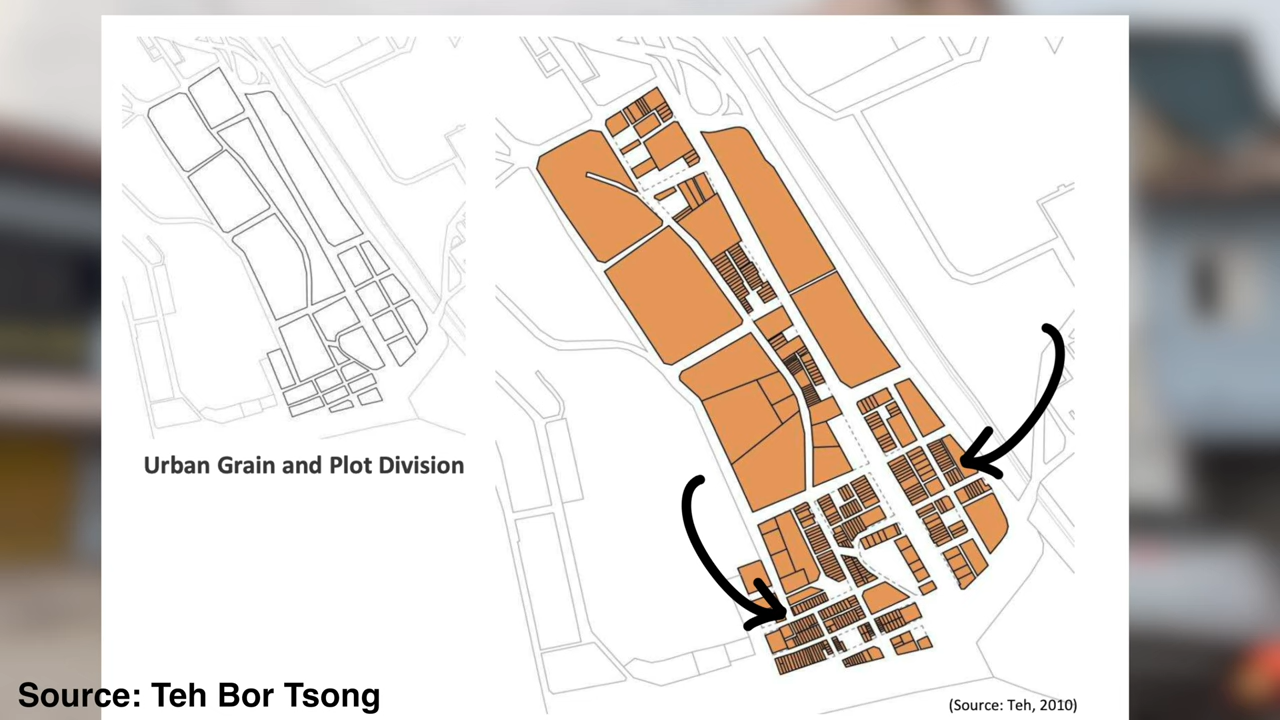 Urban Grain and Plot Division
Source: Teh Bor Tsong
(Source: Teh, 2010)